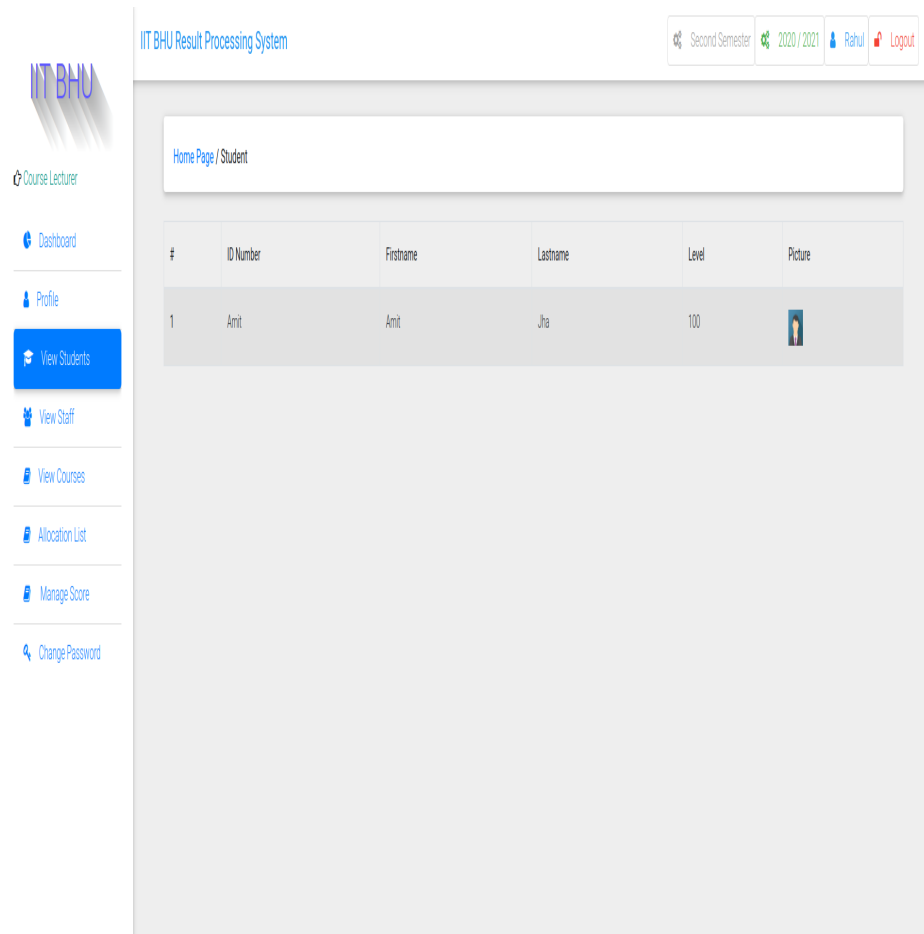 IIT BHU Result Processing System
Second Semester 2020 / 2021 Rahul Logout
IIT BHU
Course Lecturer
Dashboard
Profile
View Students
View Staff
View Courses
Allocation List
Manage Score
Change Password
Home Page / Student
# ID Number Firstname Lastname Level Picture
1 Amit Amit Jha 100